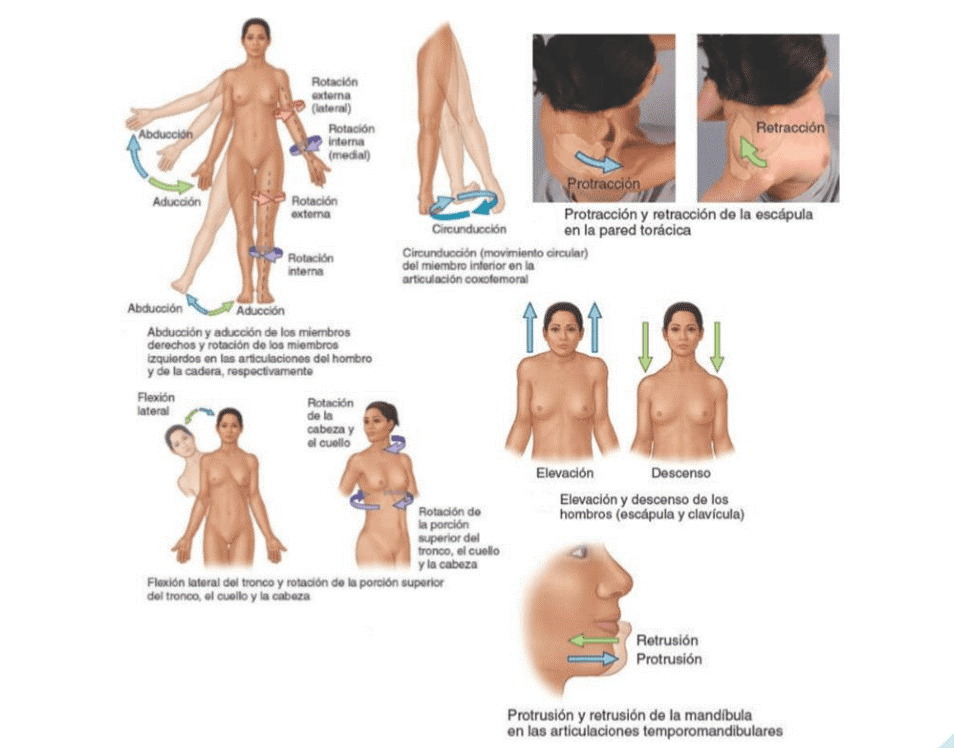 Rotación
externa
(lateral)
Rotación
interna
(medial)
Abducción
Aducción
Rotación
externa
Rotación
interna
Abducción
Aducción
Abducción y aducción de los miembros
derechos y rotación de los miembros
izquierdos en las articulaciones del hombro
y de la cadera, respectivamente
Circunducción
Circunducción (movimiento circular)
del miembro inferior en la
articulación coxofemoral
Protracción
Retracción
Protracción y retracción de la escápula
en la pared torácica
Flexión
lateral
Rotación
de la
cabeza y
el cuello
Rotación de
la porción
superior del
tronco, el cuello
y la cabeza
Flexión lateral del tronco y rotación de la porción superior
del tronco, el cuello y la cabeza
Elevación
Descenso
Elevación y descenso de los
hombros (escápula y clavícula)
Retrusión
Protrusión
Protrusión y retrusión de la mandíbula
en las articulaciones temporomandibulares